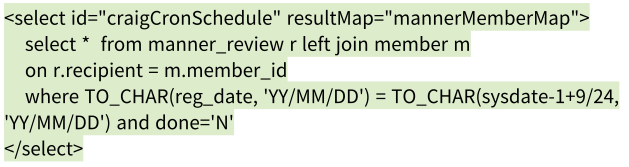 <select id="craigCronSchedule" resultMap="mannerMemberMap">
select *  from manner_review r left join member m
on r.recipient = m.member_id
where TO_CHAR(reg_date, 'YY/MM/DD') = TO_CHAR(sysdate-1+9/24,
'YY/MM/DD') and done='N'
</select>